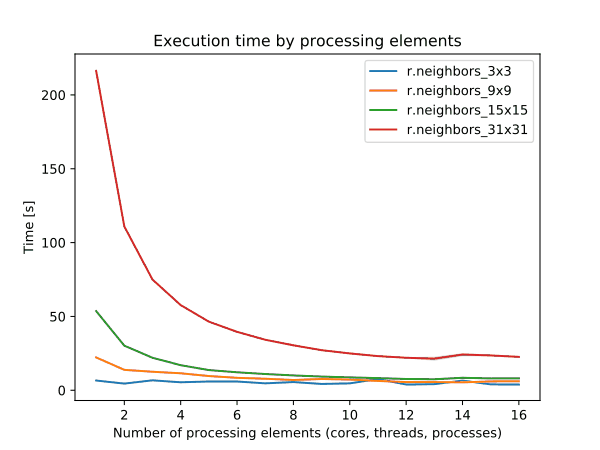 Execution time by processing elements
r.neighbors_3x3
r.neighbors_9x9
r.neighbors_15x15
r.neighbors_31x31
Time [s]
200
150
100
50
0
2 4 6 8 10 12 14 16
Number of processing elements (cores, threads, processes)